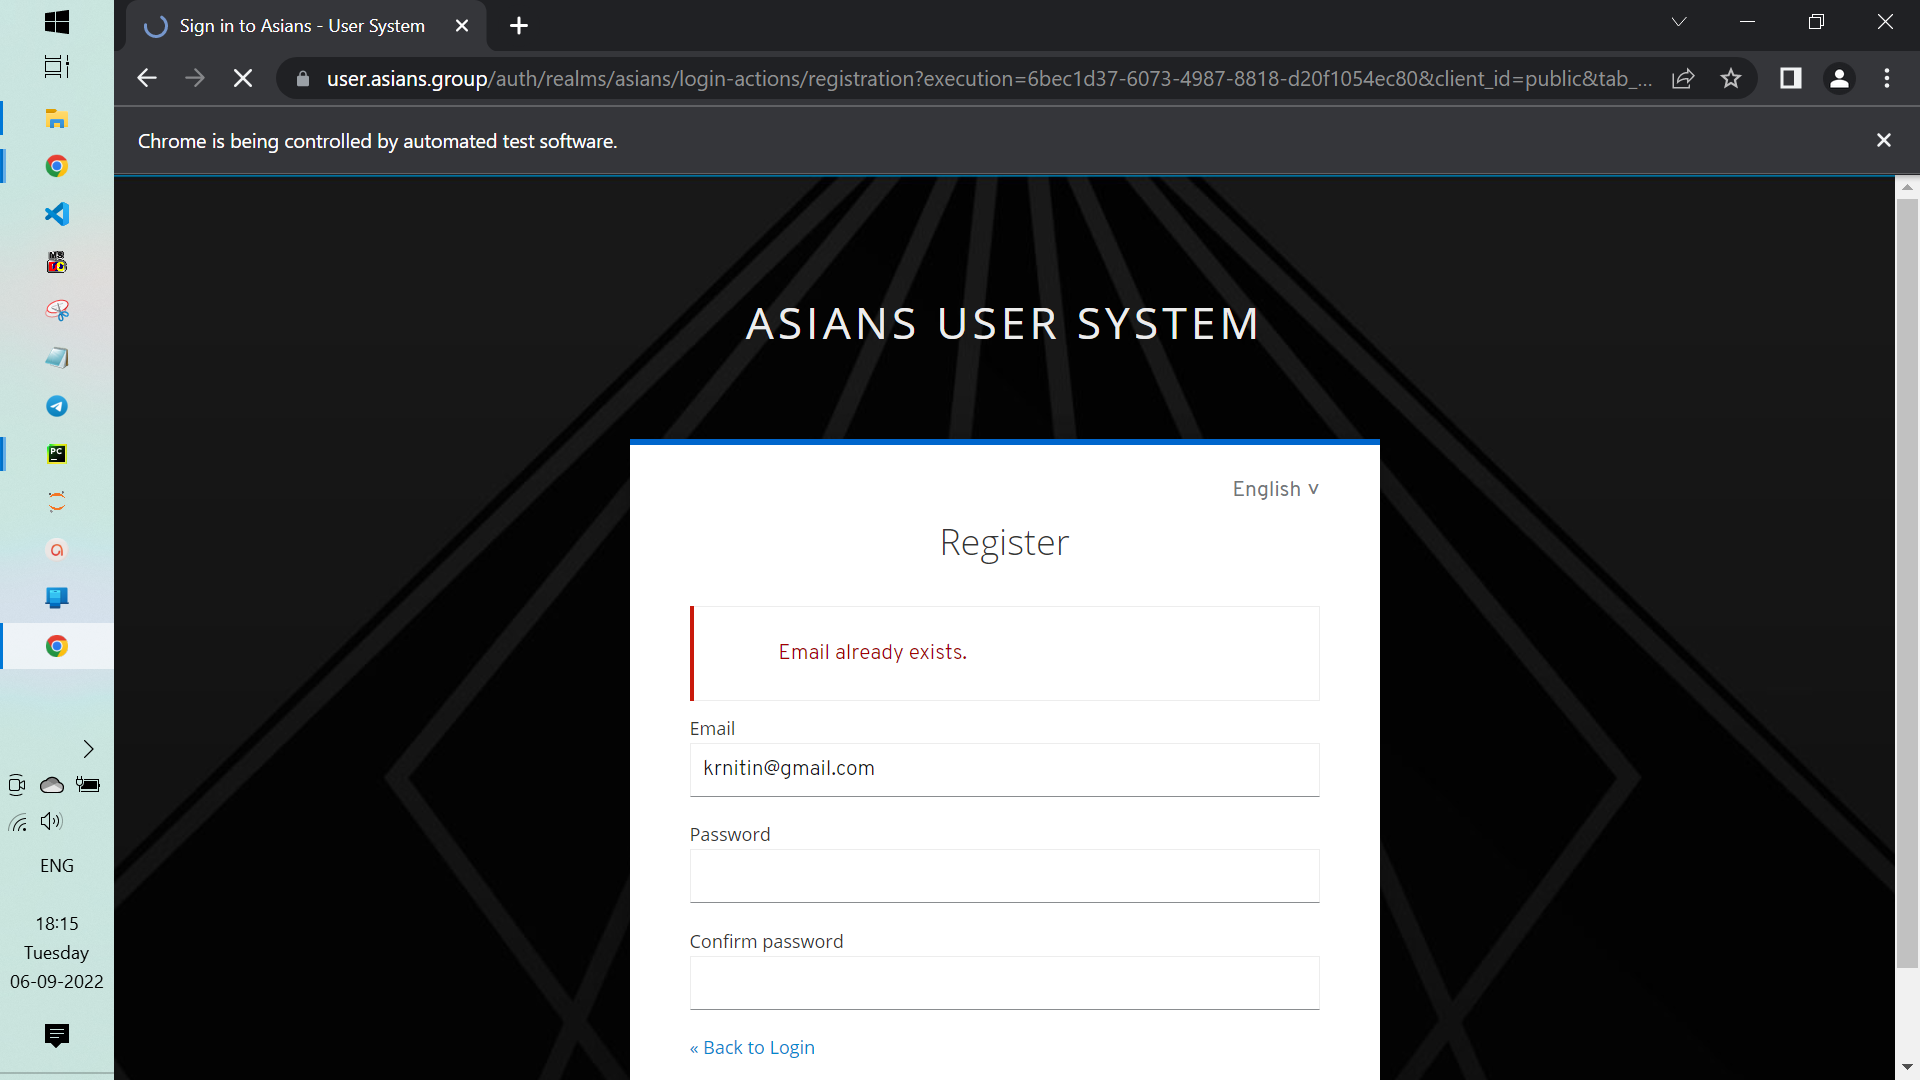 Sign in to Asians - User System
user.asians.group/auth/realms/asians/login-actions/registration?execution=6bec1d37-6073-4987-8818-d20f1054ec80&client_id=public&tab_...
Chrome is being controlled by automated test software.
ASIANS USER SYSTEM
English
Register
Email already exists.
Email
krnitin@gmail.com
Password
Confirm password
« Back to Login
PC
ENG
18:15
Tuesday
06-09-2022